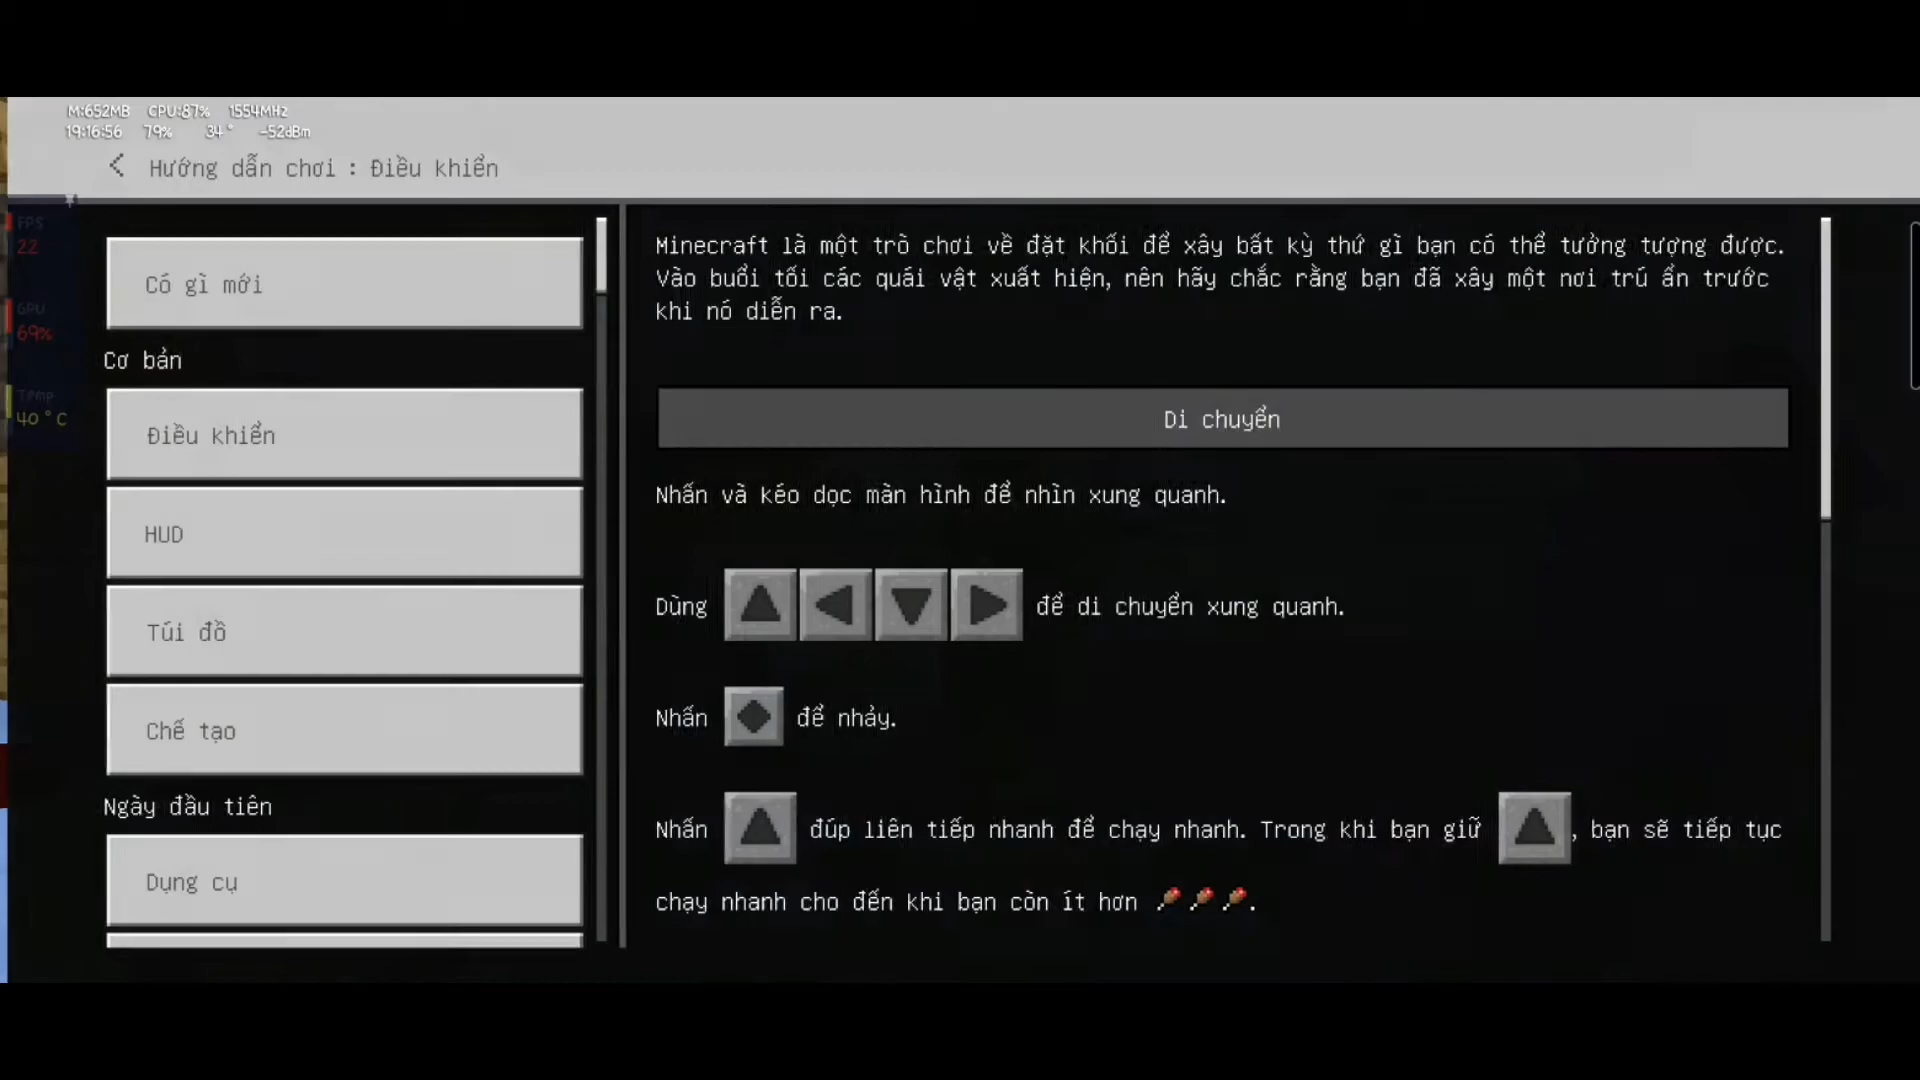 M:652MB CPU:87% 1554MHz
19:16:56 79% 34° -52dBm
Hướng dẫn chơi : Điều khiển
FPS
22
GPU
69%
Temp
40°C
Có gì mới
Cơ bản
Điều khiển
HUD
Túi đồ
Chế tạo
Ngày đầu tiên
Dụng cụ
Minecraft là một trò chơi về đặt khối để xây bất kỳ thứ gì bạn có thể tưởng tượng được.
Vào buổi tối các quái vật xuất hiện, nên hãy chắc rằng bạn đã xây một nơi trú ẩn trước
khi nó diễn ra.
Di chuyển
Nhấn và kéo dọc màn hình để nhìn xung quanh.
Dùng để di chuyển xung quanh.
Nhấn để nhảy.
Nhấn đúp liên tiếp nhanh để chạy nhanh. Trong khi bạn giữ , bạn sẽ tiếp tục
chạy nhanh cho đến khi bạn còn ít hơn .